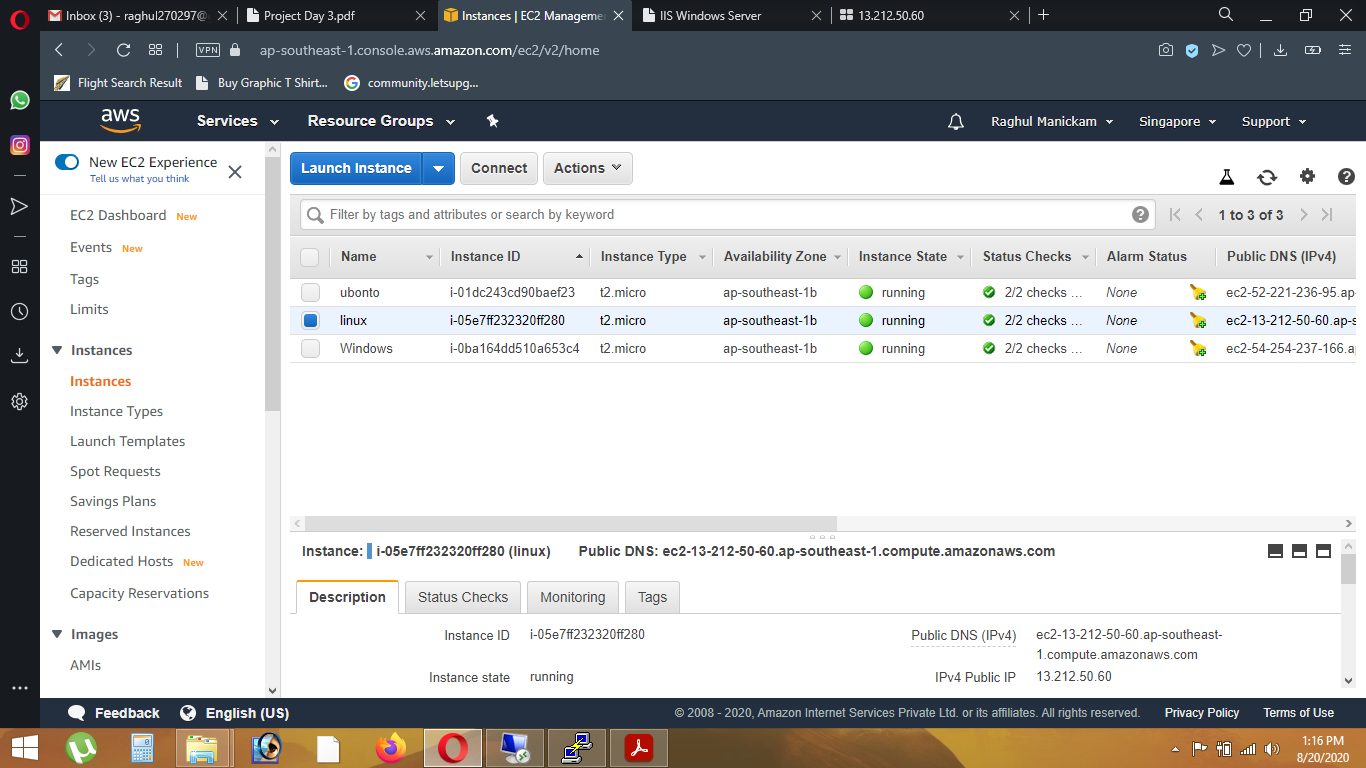 Inbox (3) - raghul270297@
Project Day 3.pdf
Instances | EC2 Manageme
IIS Windows Server
13.212.50.60
VPN
ap-southeast-1.console.aws.amazon.com/ec2/v2/home
Flight Search Result
Buy Graphic T Shirt...
community.letsupg...
aws
Services
Resource Groups
Raghul Manickam
Singapore
Support
New EC2 Experience
Tell us what you think
EC2 Dashboard New
Events New
Tags
Limits
Instances
Instances
Instance Types
Launch Templates
Spot Requests
Savings Plans
Reserved Instances
Dedicated Hosts New
Capacity Reservations
Images
AMIs
Launch Instance
Connect
Actions
Filter by tags and attributes or search by keyword
1 to 3 of 3
Name Instance ID Instance Type Availability Zone Instance State Status Checks Alarm Status Public DNS (IPv4)
ubonto i-01dc243cd90baef23 t2.micro ap-southeast-1b running 2/2 checks ... None ec2-52-221-236-95.ap-
linux i-05e7ff232320ff280 t2.micro ap-southeast-1b running 2/2 checks ... None ec2-13-212-50-60.ap-s
Windows i-0ba164dd510a653c4 t2.micro ap-southeast-1b running 2/2 checks ... None ec2-54-254-237-166.a
Instance: i-05e7ff232320ff280 (linux) Public DNS: ec2-13-212-50-60.ap-southeast-1.compute.amazonaws.com
Description
Status Checks
Monitoring
Tags
Instance ID i-05e7ff232320ff280
Public DNS (IPv4) ec2-13-212-50-60.ap-southeast-
1.compute.amazonaws.com
Instance state running
IPv4 Public IP 13.212.50.60
Feedback
English (US)
© 2008 - 2020, Amazon Internet Services Private Ltd. or its affiliates. All rights reserved.
Privacy Policy
Terms of Use
1:16 PM
8/20/2020